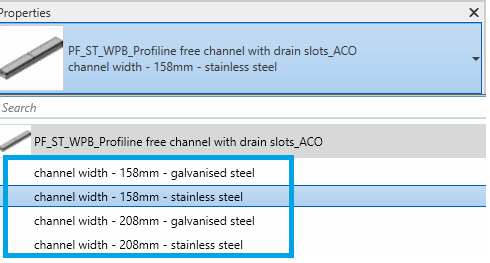 Properties
PF_ST_WPB_Profiline free channel with drain slots_ACO
channel width - 158mm - stainless steel
Search
PF_ST_WPB_Profiline free channel with drain slots_ACO
channel width - 158mm - galvanised steel
channel width - 158mm - stainless steel
channel width - 208mm - galvanised steel
channel width - 208mm - stainless steel